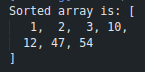 Sorted array is: [
1, 2, 3, 10,
12, 47, 54
]